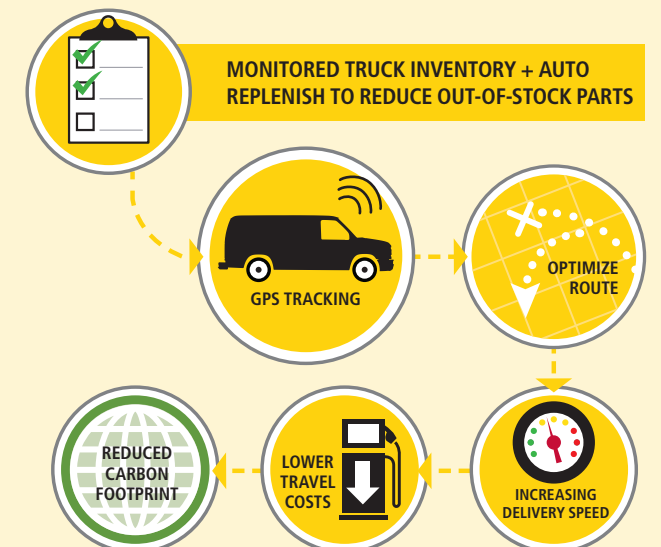 MONITORED TRUCK INVENTORY + AUTO
REPLENISH TO REDUCE OUT-OF-STOCK PARTS
GPS TRACKING
OPTIMIZE
ROUTE
INCREASING
DELIVERY SPEED
LOWER
TRAVEL
COSTS
REDUCED
CARBON
FOOTPRINT